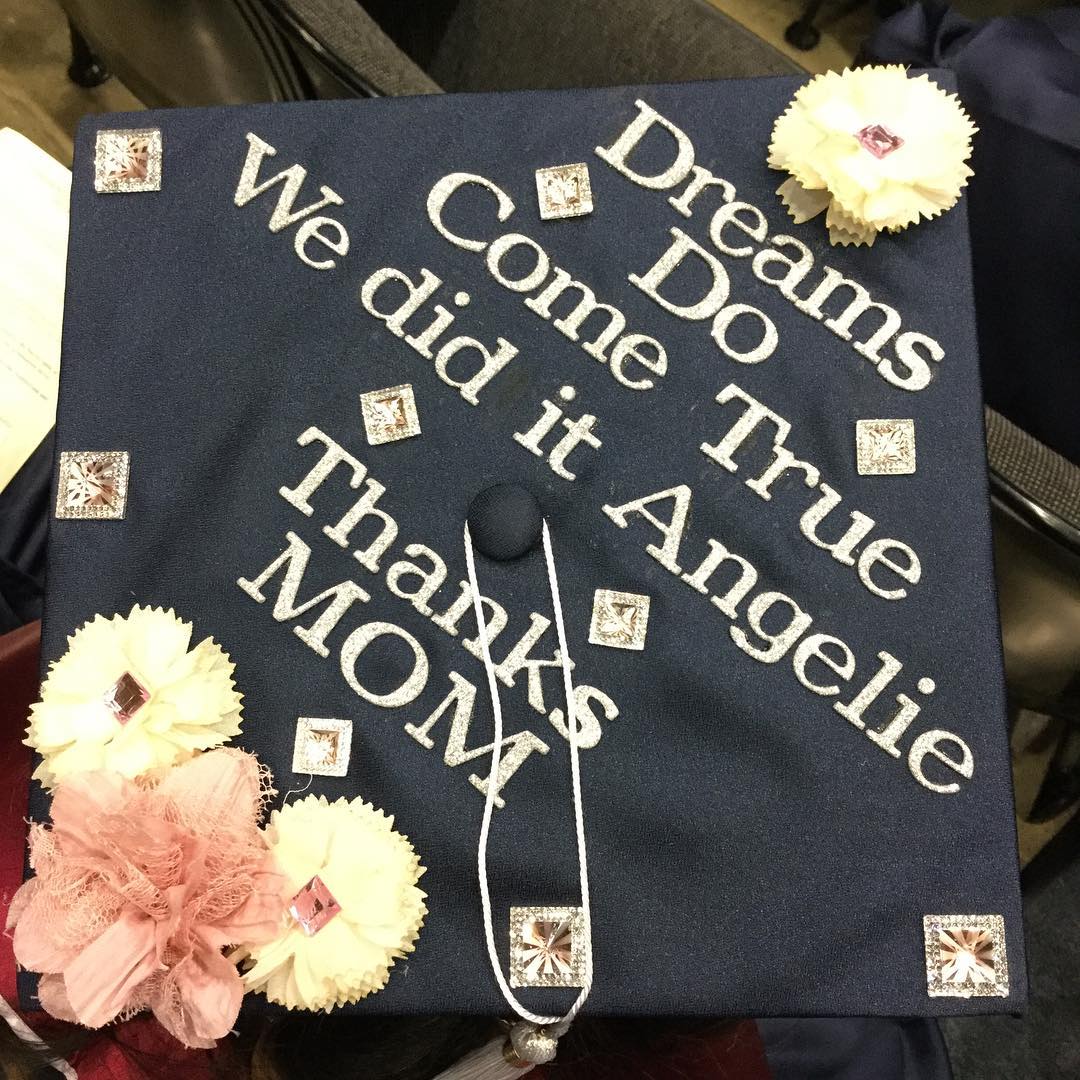 Dreams
Do
Come True
We did it Angelie
Thanks
MOM